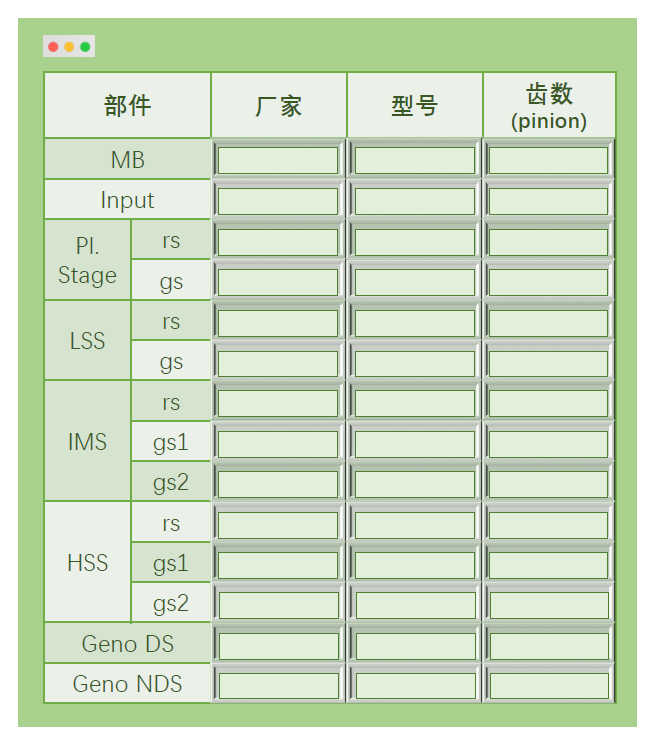 部件 厂家 型号 齿数
(pinion)
MB
Input
Pl.
Stage
rs
gs
LSS
rs
gs
IMS
rs
gs1
gs2
HSS
rs
gs1
gs2
Geno DS
Geno NDS